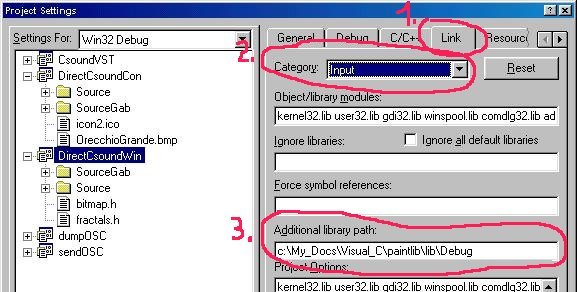 Project Settings
1.
Settings For: Win32 Debug
General Debug C/C++ Link Resourc
CsoundVST
DirectCsoundCon
Source
SourceGab
icon2.ico
OrecchioGrande.bmp
DirectCsoundWin
SourceGab
Source
bitmap.h
fractals.h
dumpOSC
sendOSC
2.
Category: Input Reset
Object/library modules:
kernel32.lib user32.lib gdi32.lib winspool.lib comdlg32.lib ad
Ignore libraries: Ignore all default libraries
Force symbol references:
3.
Additional library path:
c:\My_Docs\Visual_C\paintlib\lib\Debug
Project Options:
kernel32.lib user32.lib gdi32.lib winspool.lib